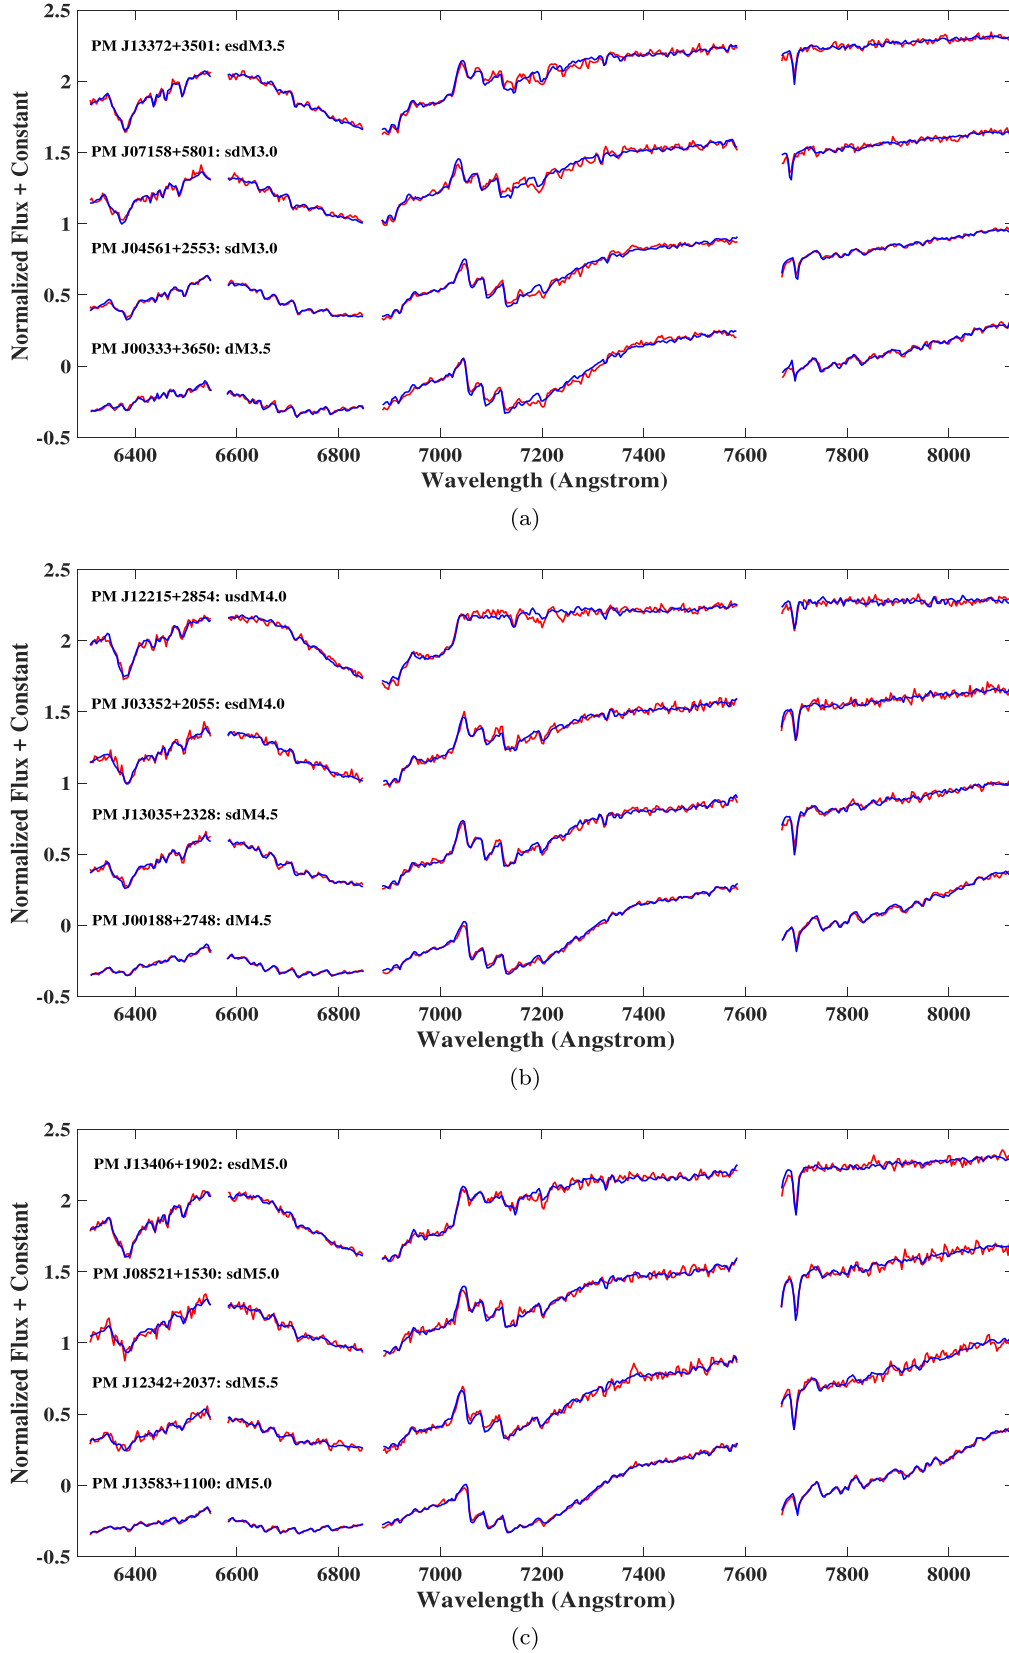 2.5
PM J13372+3501: esdM3.5
2
PM J07158+5801: sdM3.0
1.5
1
PM J04561+2553: sdM3.0
0.5
PM J00333+3650: dM3.5
0
-0.5
Normalized Flux + Constant
6400 6600 6800 7000 7200 7400 7600 7800 8000
Wavelength (Angstrom)
(a)
2.5
PM J12215+2854: usdM4.0
2
PM J03352+2055: esdM4.0
1.5
1
PM J13035+2328: sdM4.5
0.5
PM J00188+2748: dM4.5
0
-0.5
Normalized Flux + Constant
6400 6600 6800 7000 7200 7400 7600 7800 8000
Wavelength (Angstrom)
(b)
2.5
PM J13406+1902: esdM5.0
2
PM J08521+1530: sdM5.0
1.5
1
PM J12342+2037: sdM5.5
0.5
PM J13583+1100: dM5.0
0
-0.5
Normalized Flux + Constant
6400 6600 6800 7000 7200 7400 7600 7800 8000
Wavelength (Angstrom)
(c)